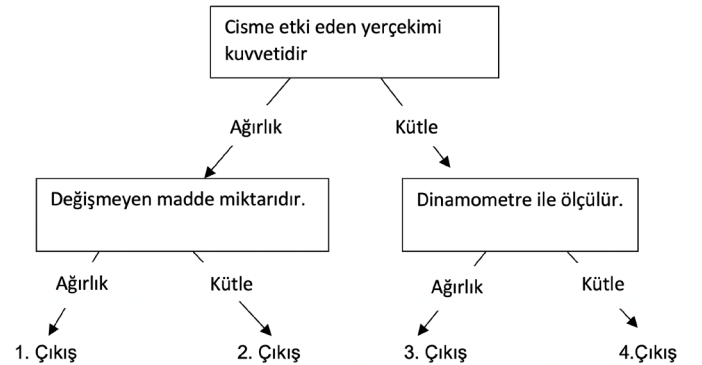 Cisme etki eden yerçekimi
kuvvetidir
Ağırlık
Kütle
Değişmeyen madde miktarıdır.
Dinamometre ile ölçülür.
Ağırlık
Kütle
Ağırlık
Kütle
1. Çıkış
2. Çıkış
3. Çıkış
4.Çıkış